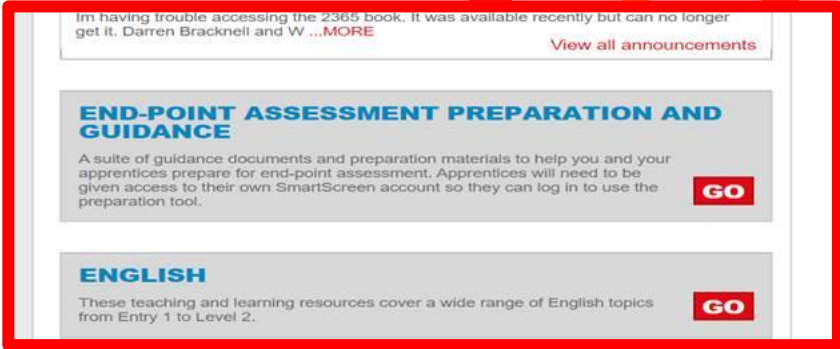 Im having trouble accessing the 2365 book. It was available recently but can no longer
get it. Darren Bracknell and W ...MORE
View all announcements
END-POINT ASSESSMENT PREPARATION AND
GUIDANCE
A suite of guidance documents and preparation materials to help you and your
apprentices prepare for end-point assessment. Apprentices will need to be
given access to their own SmartScreen account so they can log in to use the
preparation tool.
GO
ENGLISH
These teaching and learning resources cover a wide range of English topics
from Entry 1 to Level 2.
GO